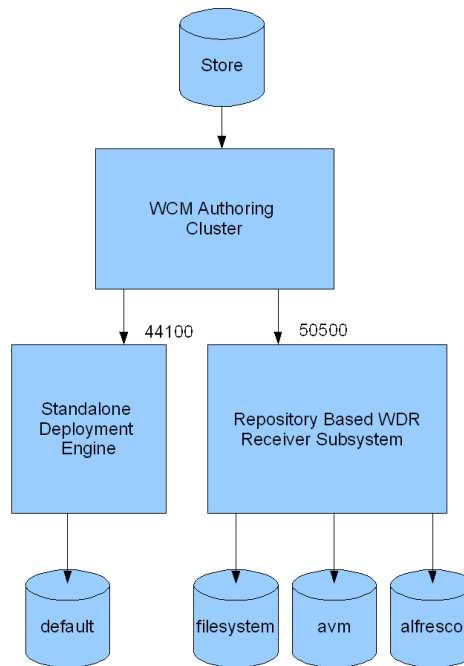 Store
WCM Authoring
Cluster
44100
50500
Standalone
Deployment
Engine
Repository Based WDR
Receiver Subsystem
default
filesystem
avm
alfresco